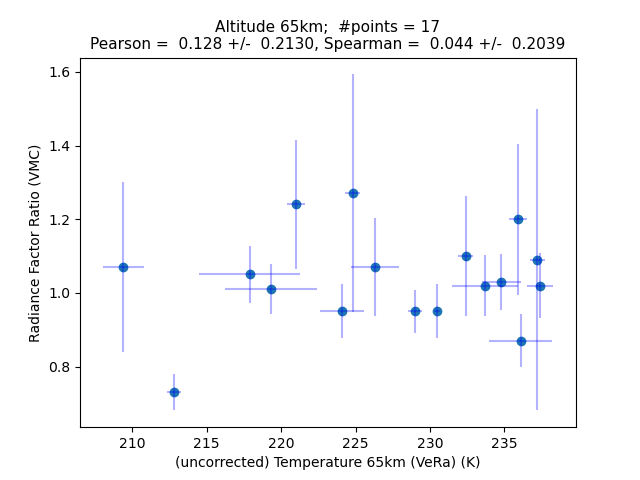 Altitude 65km;  #points = 17
Pearson =  0.128 +/-  0.2130, Spearman =  0.044 +/-  0.2039
1.6
1.4
1.2
1.0
0.8
Radiance Factor Ratio (VMC)
210 215 220 225 230 235
(uncorrected) Temperature 65km (VeRa) (K)